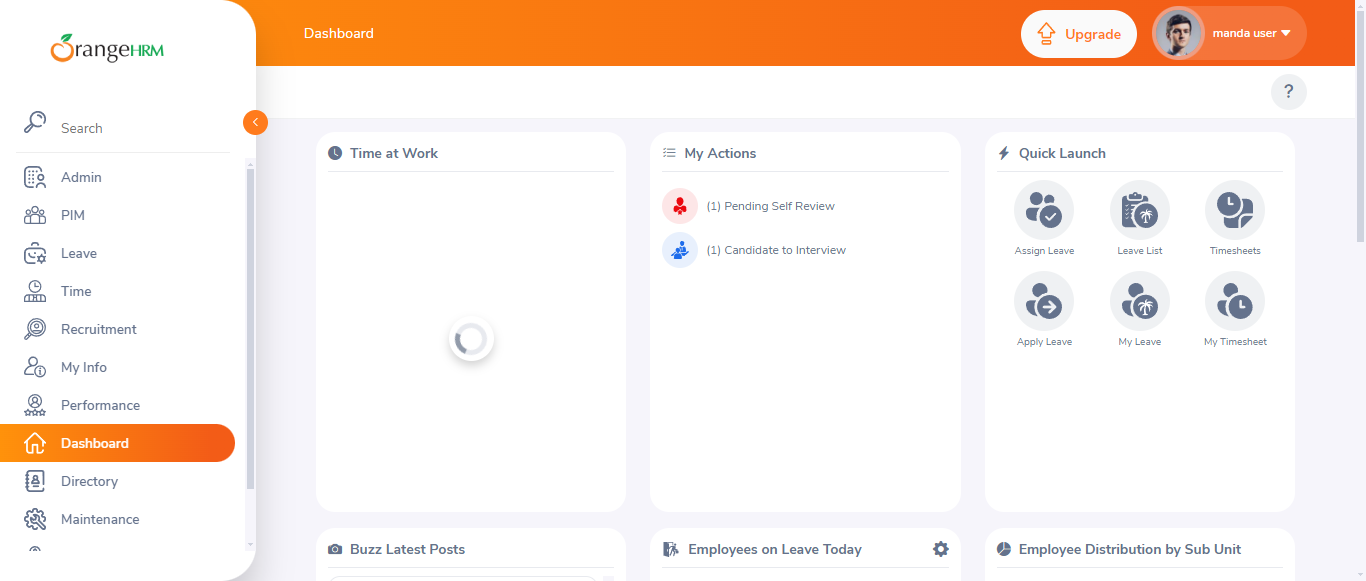 OrangeHRM
Dashboard
Upgrade
manda user
?
Search
Admin
PIM
Leave
Time
Recruitment
My Info
Performance
Dashboard
Directory
Maintenance
Time at Work
My Actions
(1) Pending Self Review
(1) Candidate to Interview
Quick Launch
Assign Leave
Leave List
Timesheets
Apply Leave
My Leave
My Timesheet
Buzz Latest Posts
Employees on Leave Today
Employee Distribution by Sub Unit